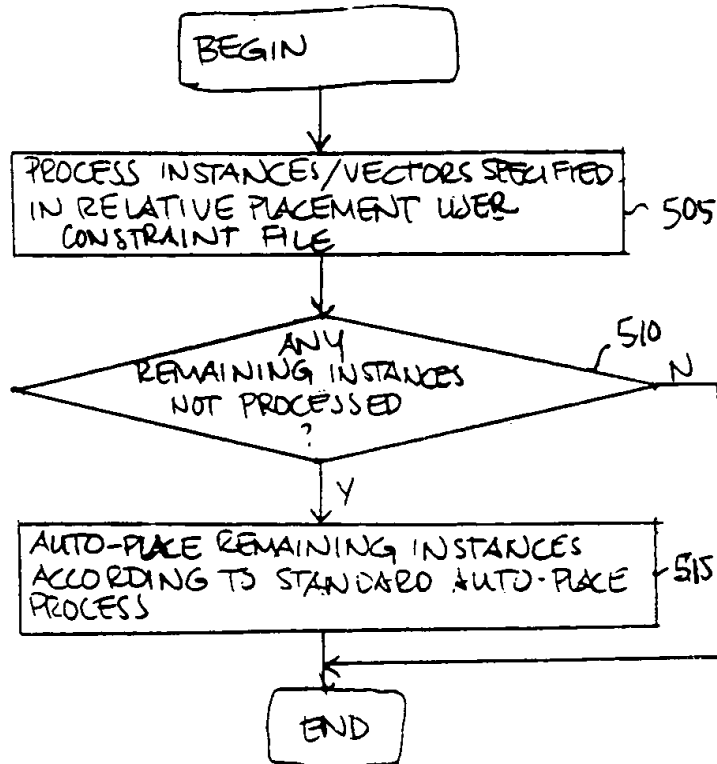 BEGIN
PROCESS INSTANCES/VECTORS SPECIFIED
IN RELATIVE PLACEMENT USER
CONSTRAINT FILE
505
ANY
REMAINING INSTANCES
NOT PROCESSED
?
510
N
Y
AUTO-PLACE REMAINING INSTANCES
ACCORDING TO STANDARD AUTO-PLACE
PROCESS
515
END